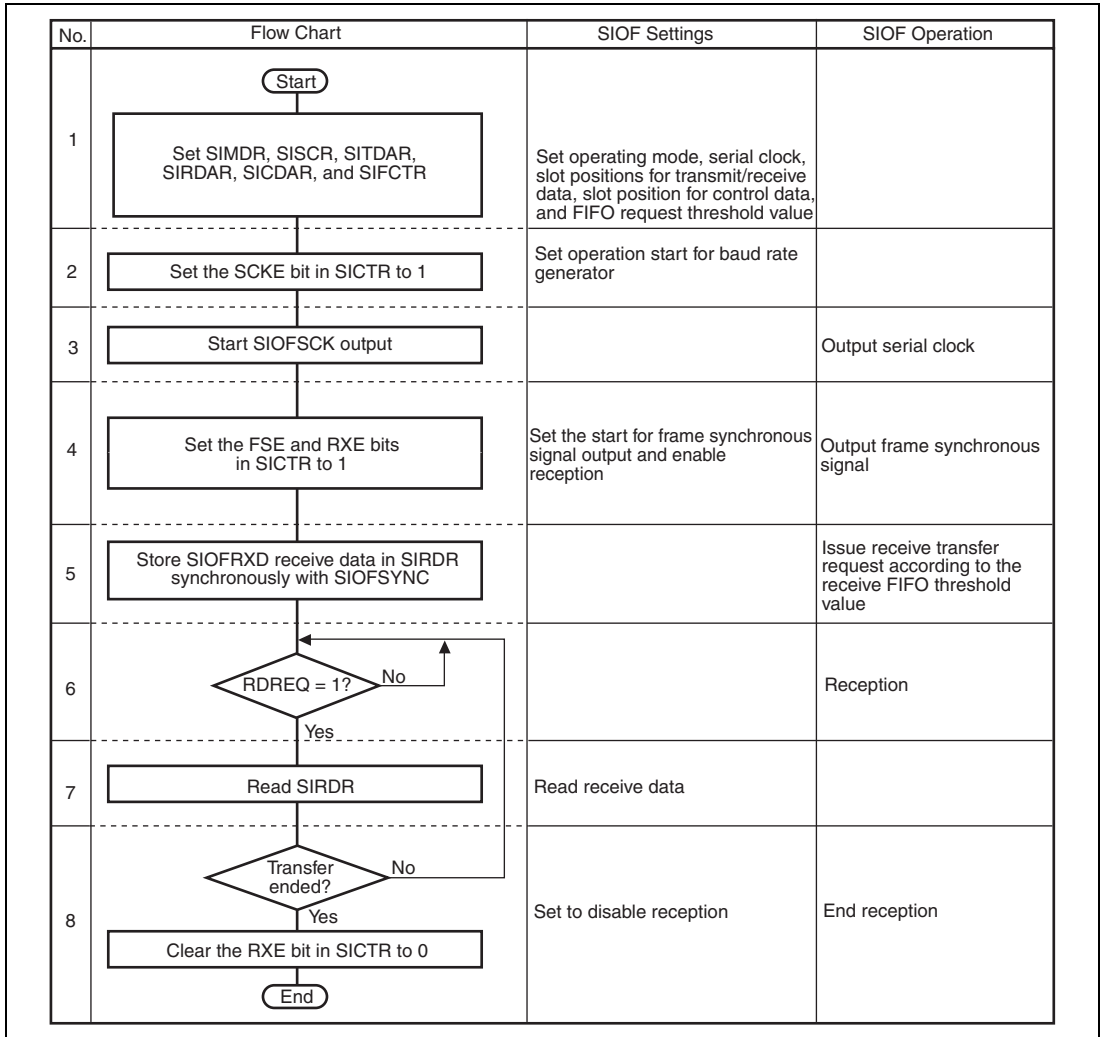 No.
Flow Chart
SIOF Settings
SIOF Operation
Start
1
Set SIMDR, SISCR, SITDAR,
SIRDAR, SICDAR, and SIFCTR
Set operating mode, serial clock,
slot positions for transmit/receive
data, slot position for control data,
and FIFO request threshold value
2
Set the SCKE bit in SICTR to 1
Set operation start for baud rate
generator
3
Start SIOFSCK output
Output serial clock
4
Set the FSE and RXE bits
in SICTR to 1
Set the start for frame synchronous
signal output and enable
reception
Output frame synchronous
signal
5
Store SIOFRXD receive data in SIRDR
synchronously with SIOFSYNC
Issue receive transfer
request according to the
receive FIFO threshold
value
6
RDREQ = 1?
No
Yes
Reception
7
Read SIRDR
Read receive data
8
Transfer
ended?
No
Yes
Clear the RXE bit in SICTR to 0
Set to disable reception
End reception
End